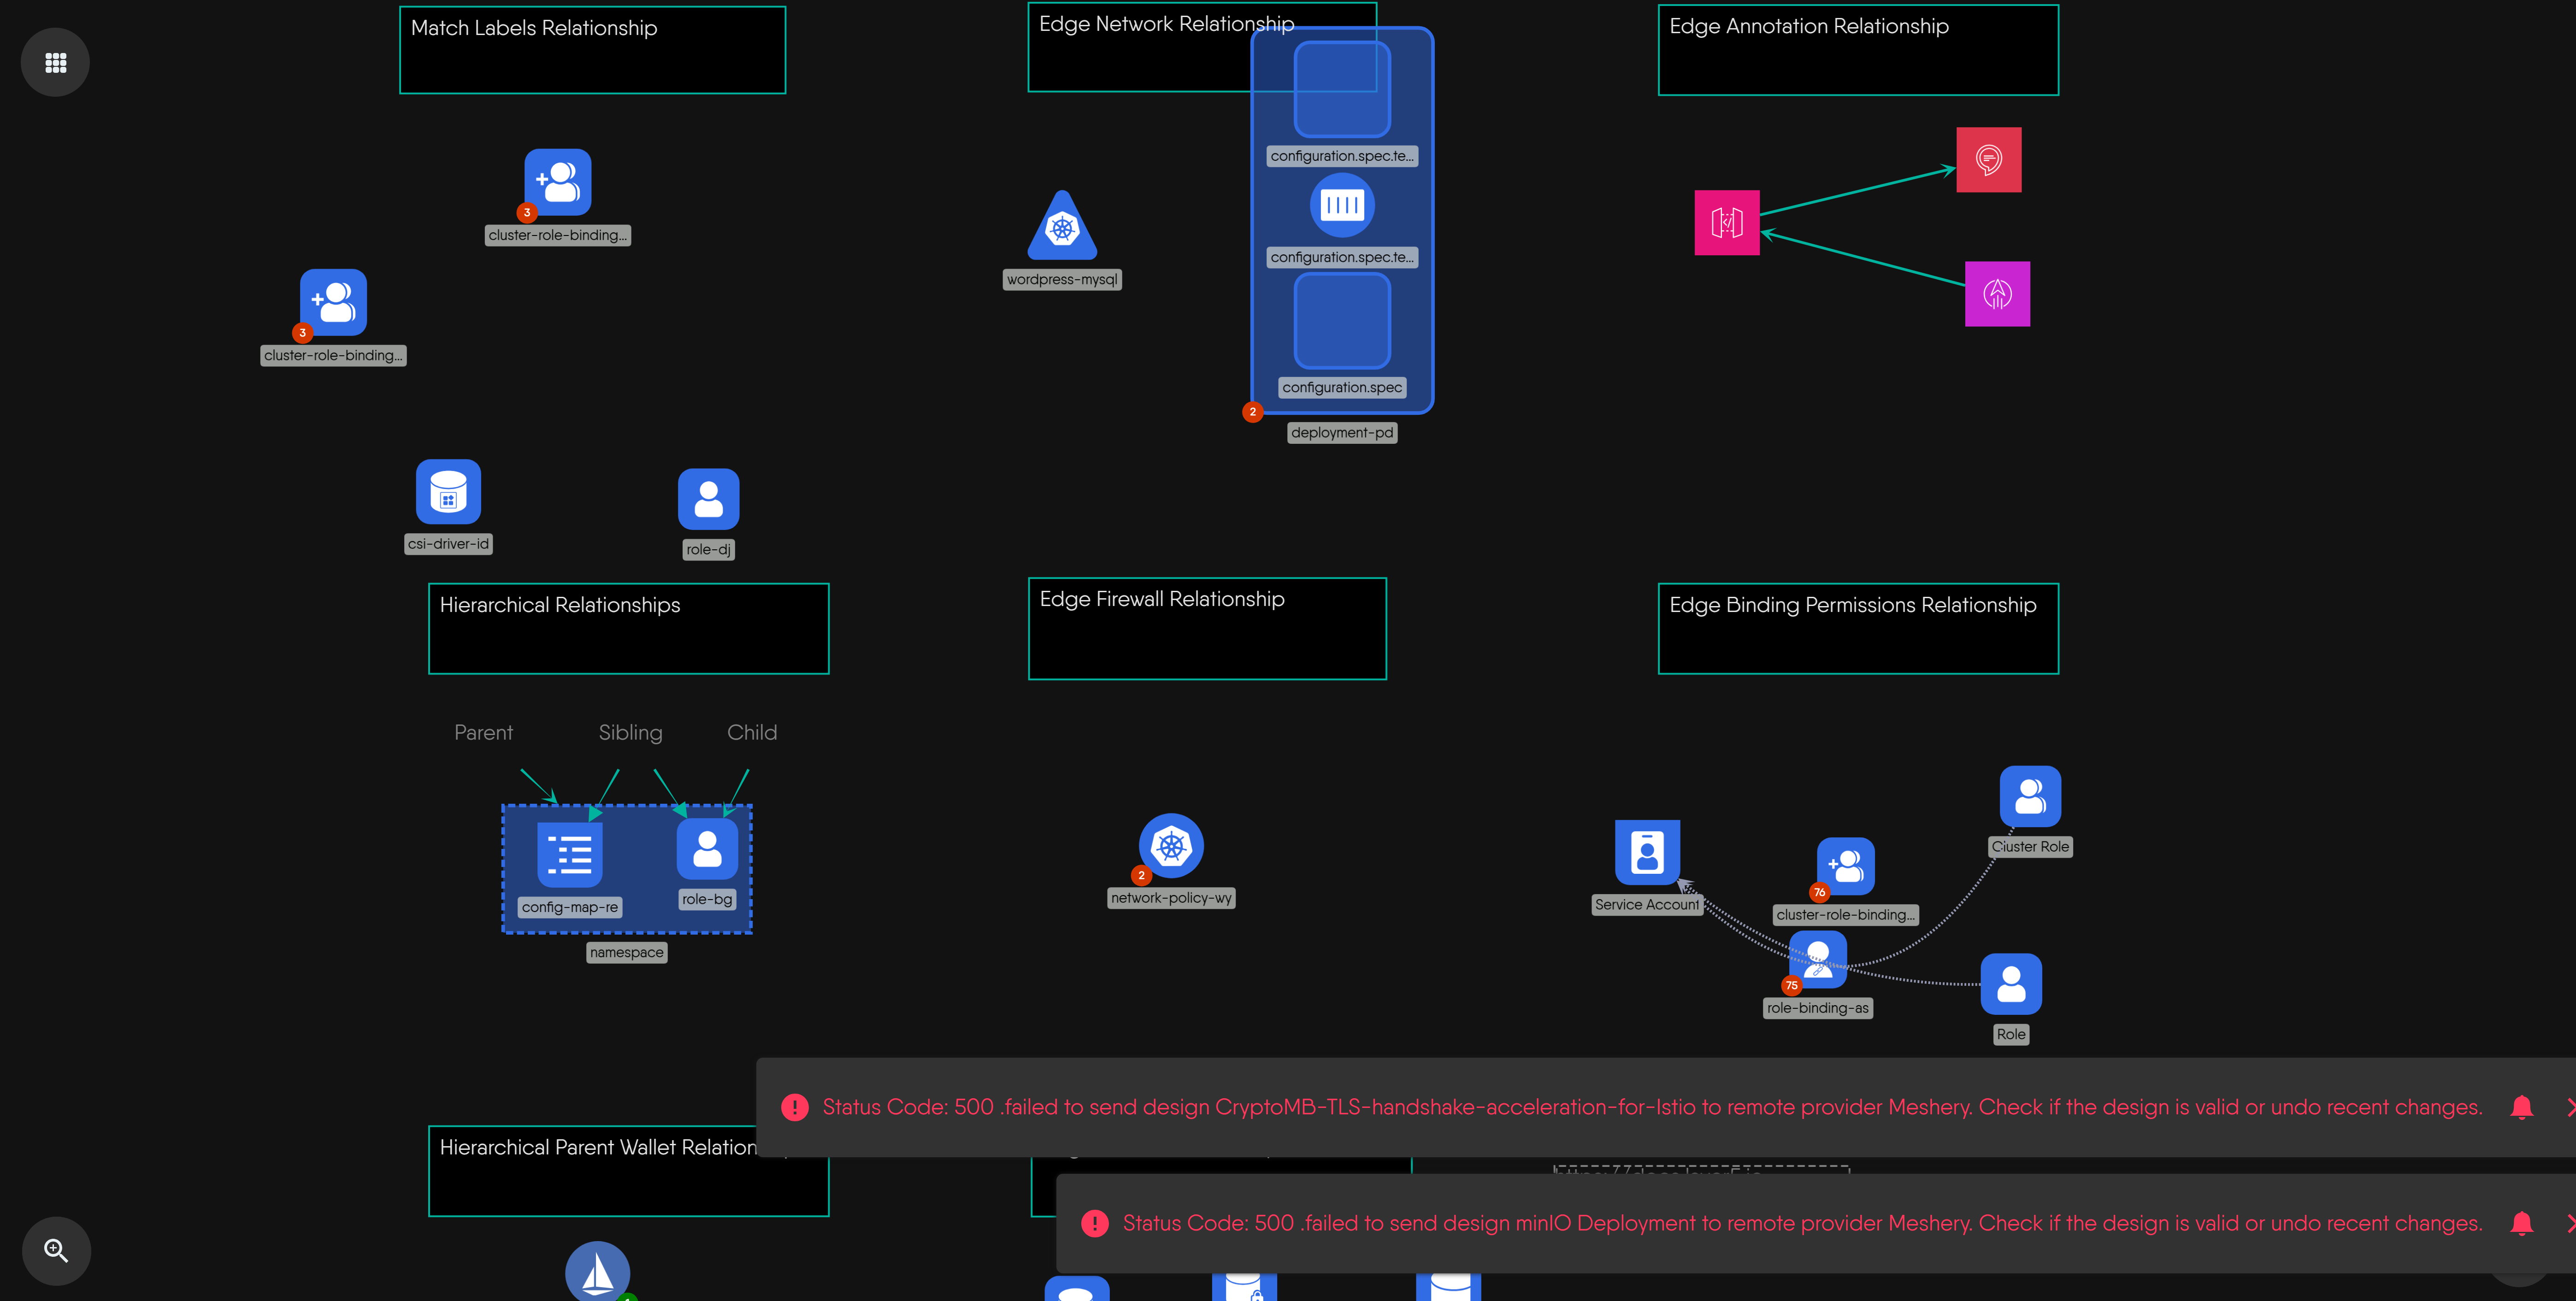 Match Labels Relationship
Edge Network Relationship
Edge Annotation Relationship
configuration.spec.te...
3
cluster-role-binding...
configuration.spec.te...
wordpress-mysql
3
cluster-role-binding...
configuration.spec
2
deployment-pd
csi-driver-id
role-dj
Hierarchical Relationships
Edge Firewall Relationship
Edge Binding Permissions Relationship
Parent
Sibling
Child
Cluster Role
2
network-policy-wy
config-map-re
role-bg
namespace
Service Account
76
cluster-role-binding...
75
role-binding-as
Role
Status Code: 500 .failed to send design CryptoMB-TLS-handshake-acceleration-for-Istio to remote provider Meshery. Check if the design is valid or undo recent changes.
Hierarchical Parent Wallet Relation
Status Code: 500 .failed to send design minIO Deployment to remote provider Meshery. Check if the design is valid or undo recent changes.